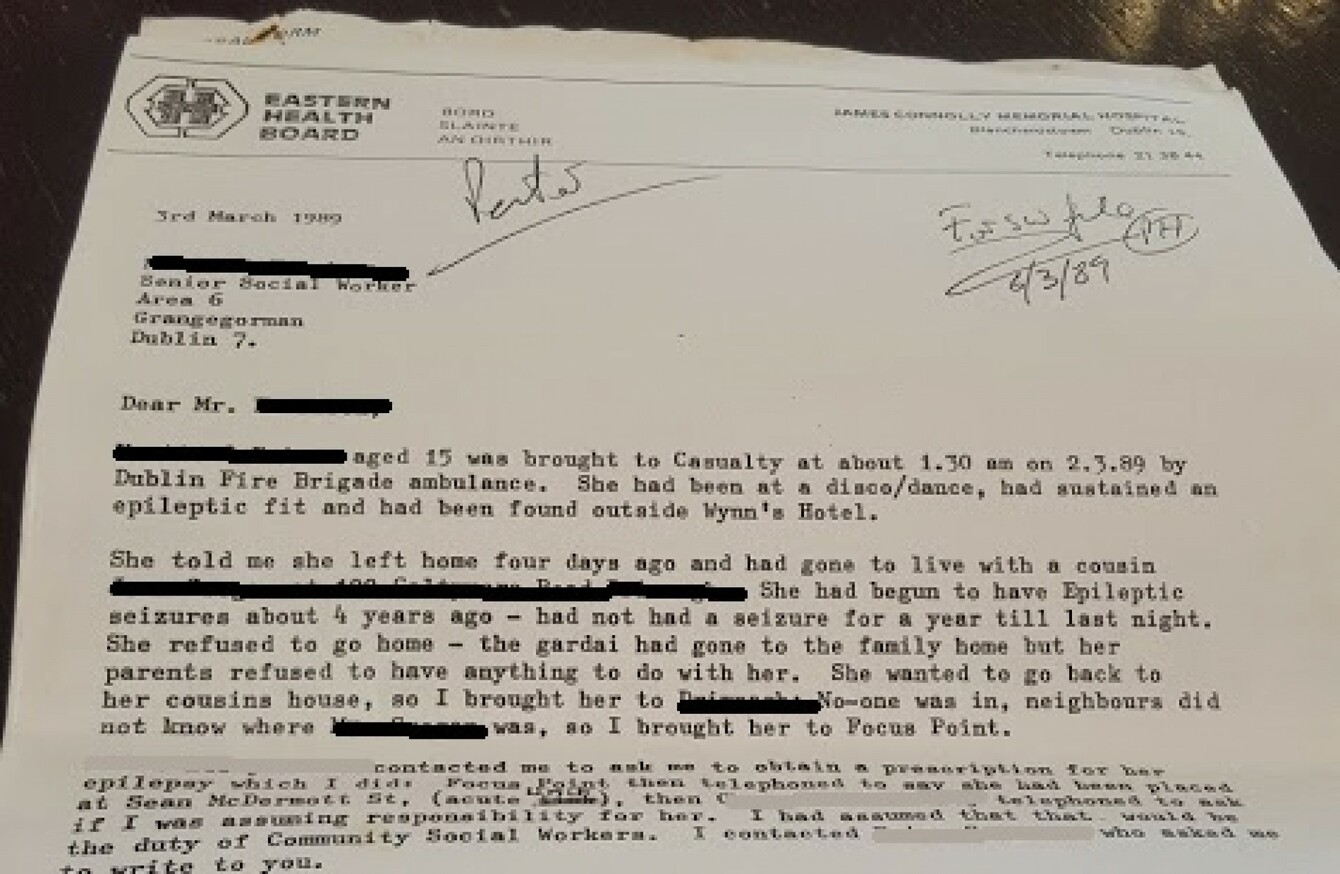 EASTERN
HEALTH
BOARD
BORD
SLAINTE
AN OIRTHIR
JAMES CONNOLLY MEMORIAL HOSPITAL
Blanchardstown Dublin 15.
Telephone 21 38 44
3rd March 1989
For SW file
6/3/89
Senior Social Worker
Area 6
Grangegorman
Dublin 7.
Dear Mr.
aged 15 was brought to Casualty at about 1.30 am on 2.3.89 by
Dublin Fire Brigade ambulance. She had been at a disco/dance, had sustained an
epileptic fit and had been found outside Wynn's Hotel.
She told me she left home four days ago and had gone to live with a cousin
She had begun to have Epileptic
seizures about 4 years ago - had not had a seizure for a year till last night.
She refused to go home - the gardai had gone to the family home but her
parents refused to have anything to do with her. She wanted to go back to
her cousins house, so I brought her to No-one was in, neighbours did
not know where was, so I brought her to Focus Point.
contacted me to ask me to obtain a prescription for her
epilepsy which I did: Focus Point then telephoned to say she had been placed
at Sean McDermott St, (acute ), then telephoned to ask
if I was assuming responsibility for her. I had assumed that that would be
the duty of Community Social Workers. I contacted who asked me
to write to you.